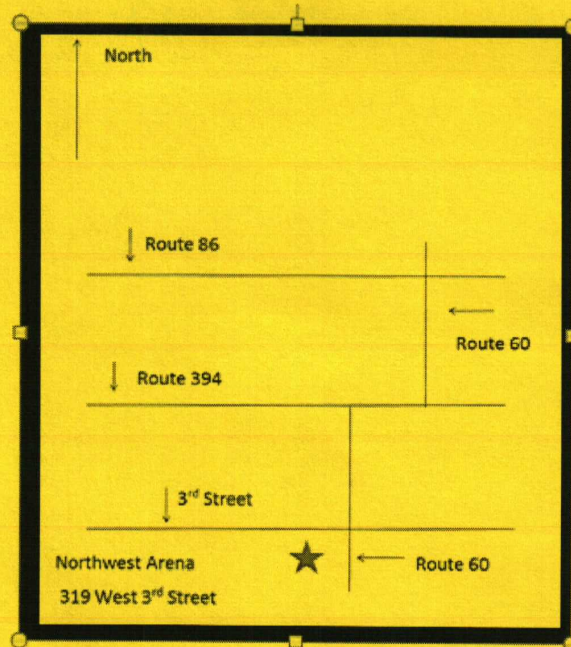 North
Route 86
Route 60
Route 394
3rd Street
Northwest Arena
Route 60
319 West 3rd Street